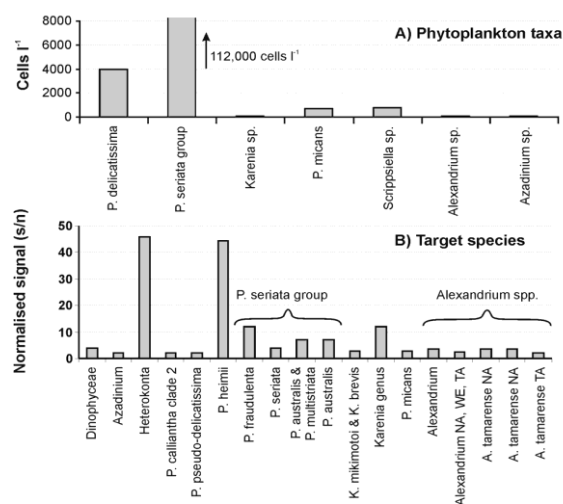 A) Phytoplankton taxa
Cells l⁻¹
8000
6000
4000
2000
0
112,000 cells l⁻¹
P. delicatissima
P. seriata group
Karenia sp.
P. micans
Scrippsiella sp.
Alexandrium sp.
Azadinium sp.
B) Target species
Normalised signal (s/n)
50
40
30
20
10
0
P. seriata group
Alexandrium spp.
Dinophyceae
Azadinium
Heterokonta
P. calliantha clade 2
P. pseudo-delicatissima
P. heimii
P. fraudulenta
P. seriata
P. australis &
P. multistriata
P. australis
K. mikimotoi & K. brevis
Karenia genus
P. micans
Alexandrium
Alexandrium NA, WE, TA
A. tamarense NA
A. tamarense NA
A. tamarense TA